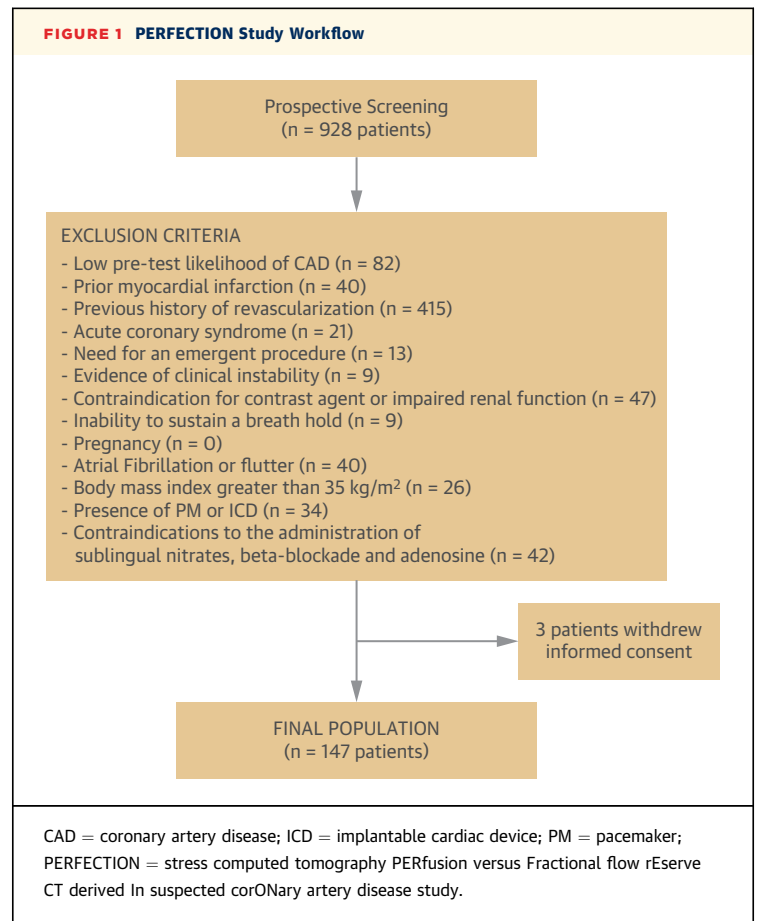 FIGURE 1 PERFECTION Study Workflow
Prospective Screening
(n = 928 patients)
EXCLUSION CRITERIA
- Low pre-test likelihood of CAD (n = 82)
- Prior myocardial infarction (n = 40)
- Previous history of revascularization (n = 415)
- Acute coronary syndrome (n = 21)
- Need for an emergent procedure (n = 13)
- Evidence of clinical instability (n = 9)
- Contraindication for contrast agent or impaired renal function (n = 47)
- Inability to sustain a breath hold (n = 9)
- Pregnancy (n = 0)
- Atrial Fibrillation or flutter (n = 40)
- Body mass index greater than 35 kg/m² (n = 26)
- Presence of PM or ICD (n = 34)
- Contraindications to the administration of
sublingual nitrates, beta-blockade and adenosine (n = 42)
3 patients withdrew
informed consent
FINAL POPULATION
(n = 147 patients)
CAD = coronary artery disease; ICD = implantable cardiac device; PM = pacemaker;
PERFECTION = stress computed tomography PERfusion versus Fractional flow rEserve
CT derived In suspected corONary artery disease study.